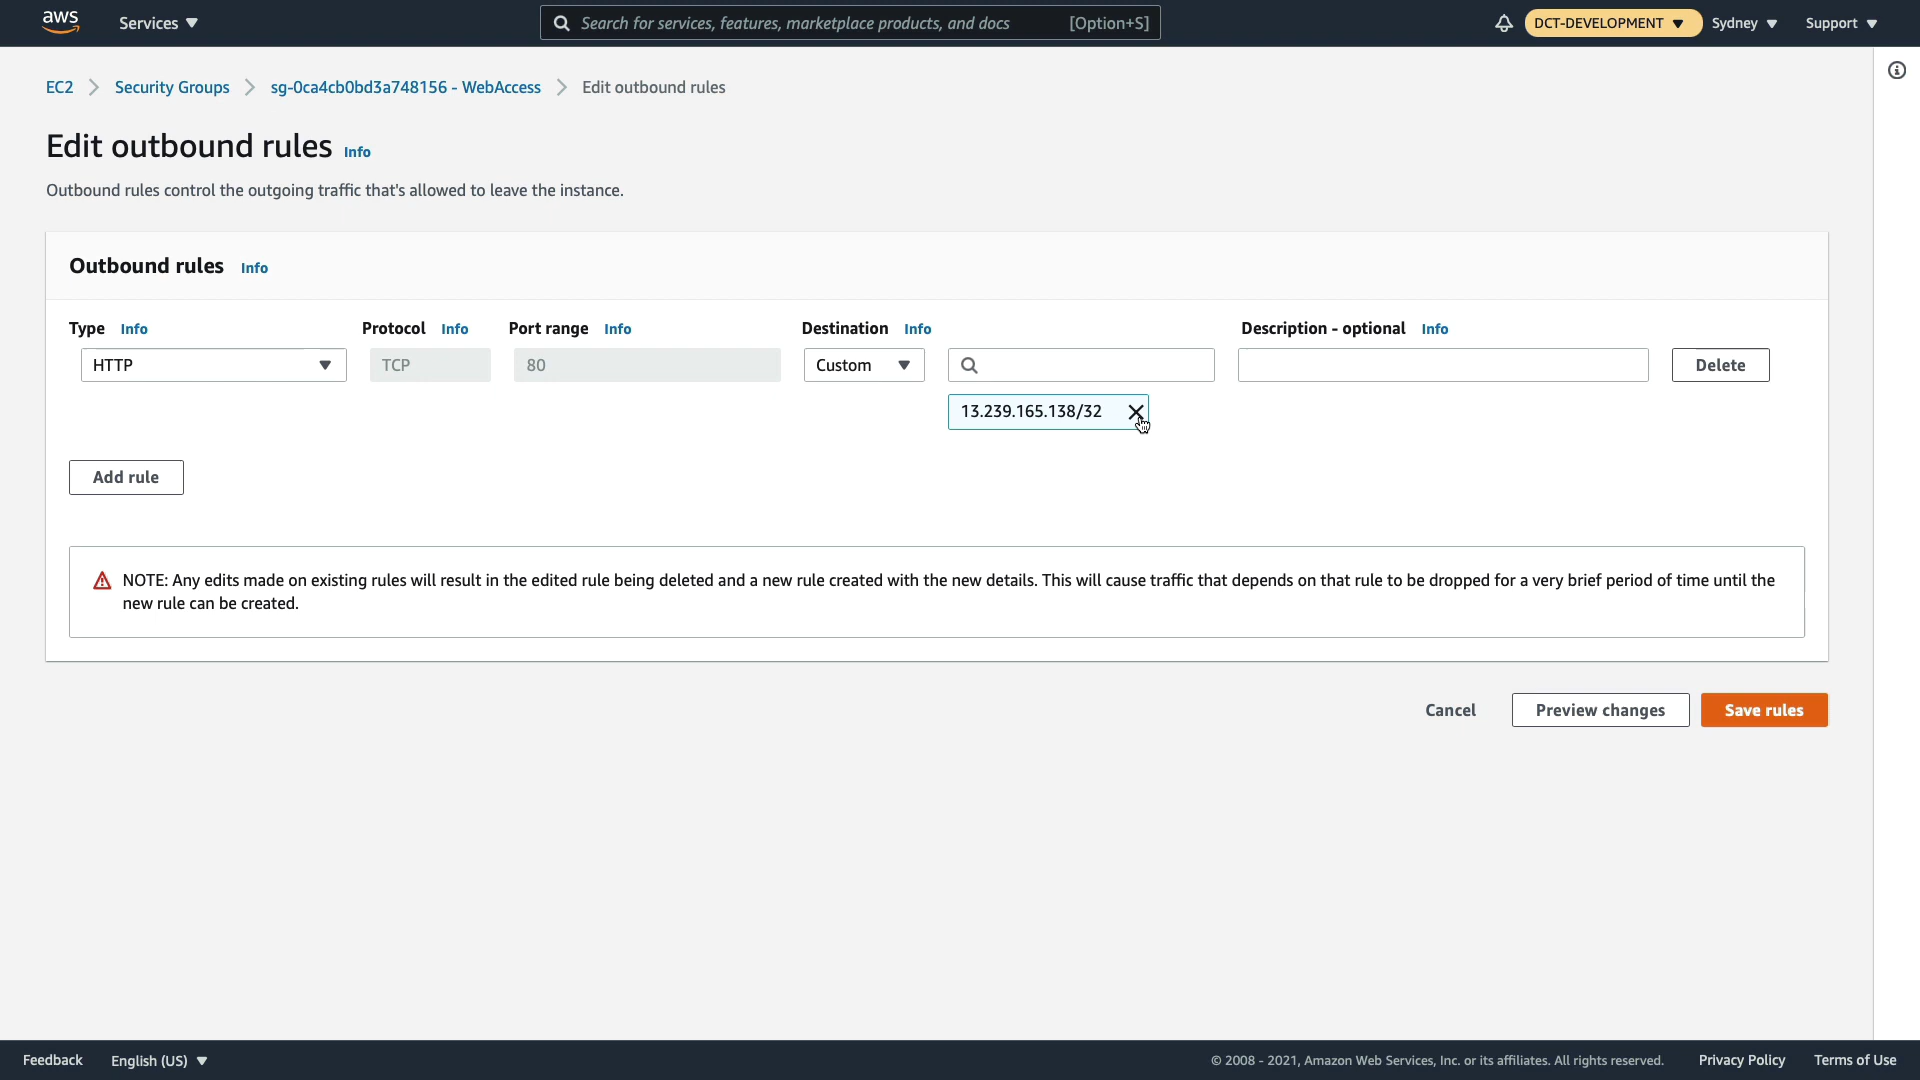 aws Services Search for services, features, marketplace products, and docs [Option+S] DCT-DEVELOPMENT Sydney Support
EC2 Security Groups sg-0ca4cb0bd3a748156 - WebAccess Edit outbound rules
Edit outbound rules Info
Outbound rules control the outgoing traffic that's allowed to leave the instance.
Outbound rules Info
Type Info Protocol Info Port range Info Destination Info Description - optional Info
HTTP TCP 80 Custom Delete
13.239.165.138/32
Add rule
NOTE: Any edits made on existing rules will result in the edited rule being deleted and a new rule created with the new details. This will cause traffic that depends on that rule to be dropped for a very brief period of time until the
new rule can be created.
Cancel Preview changes Save rules
Feedback English (US) © 2008 - 2021, Amazon Web Services, Inc. or its affiliates. All rights reserved. Privacy Policy Terms of Use